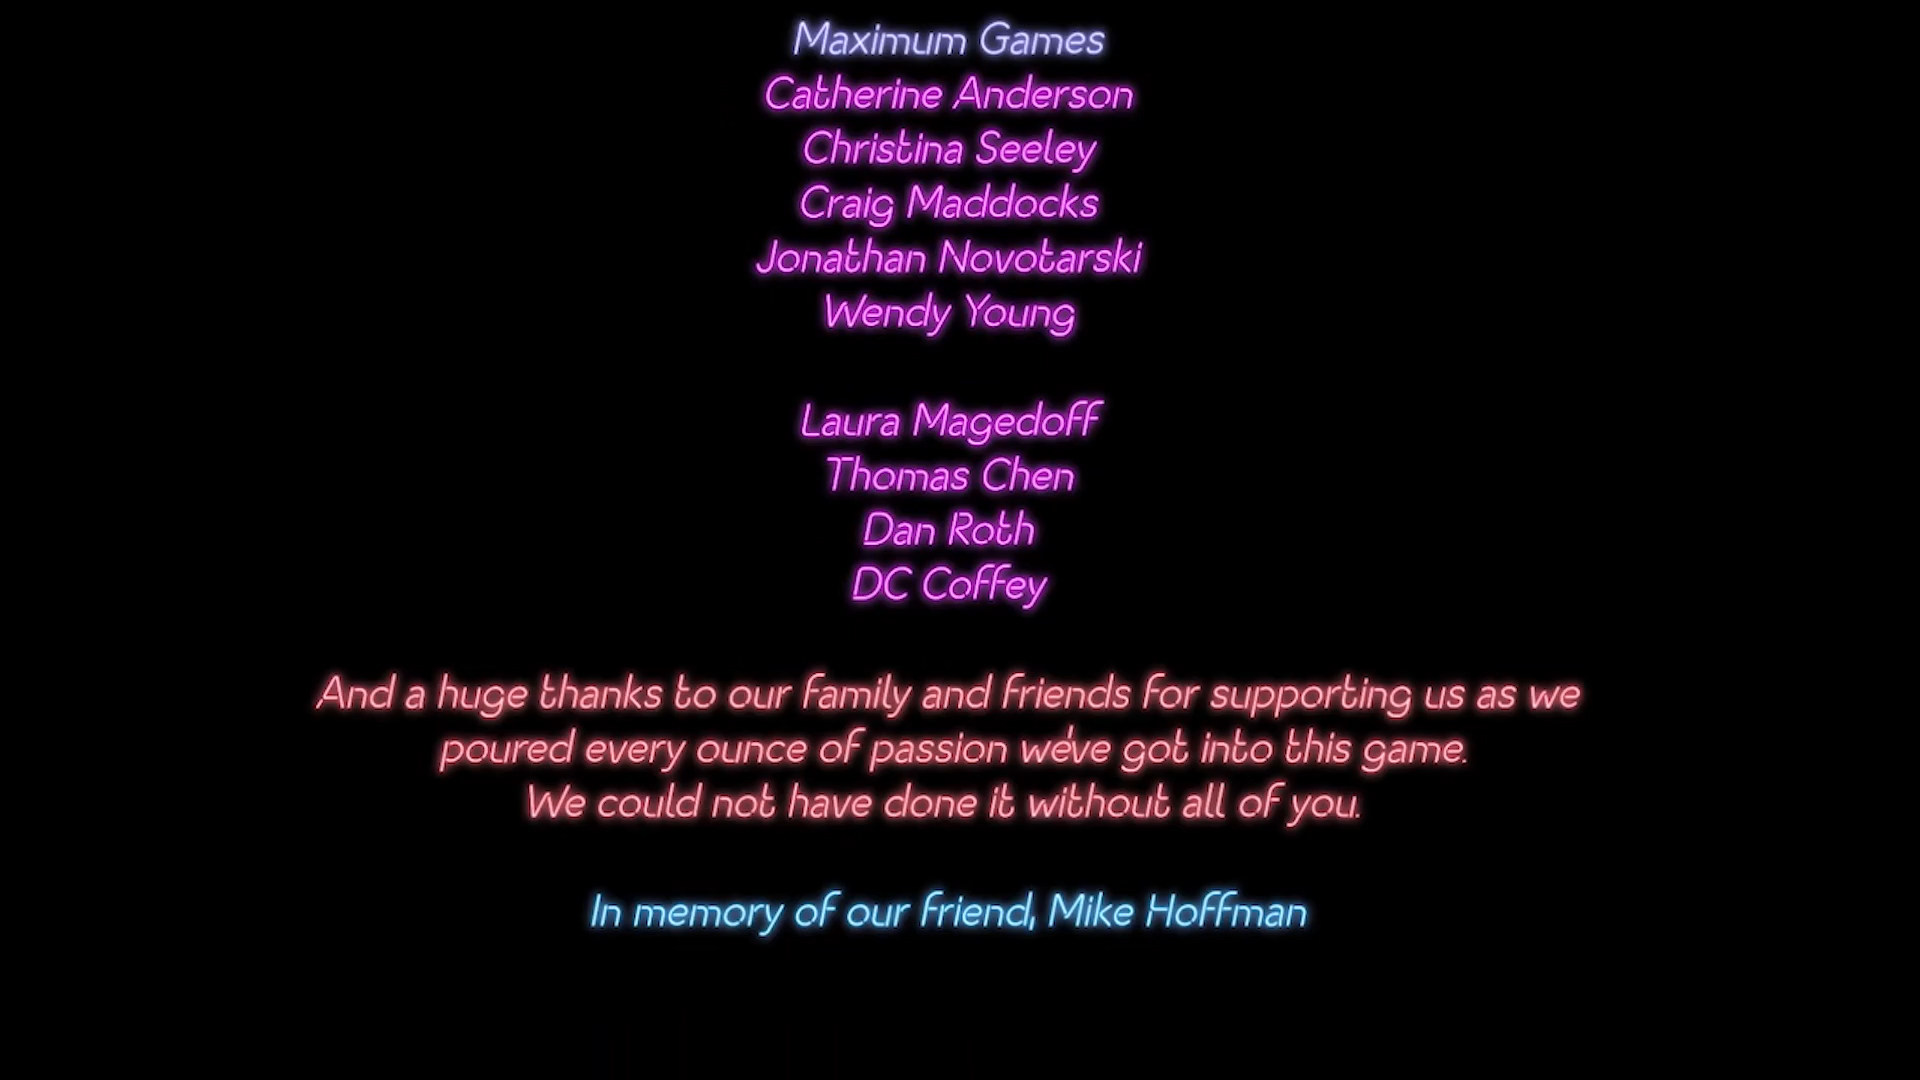 Maximum Games
Catherine Anderson
Christina Seeley
Craig Maddocks
Jonathan Novotarski
Wendy Young
Laura Magedoff
Thomas Chen
Dan Roth
DC Coffey
And a huge thanks to our family and friends for supporting us as we
poured every ounce of passion we've got into this game.
We could not have done it without all of you.
In memory of our friend, Mike Hoffman